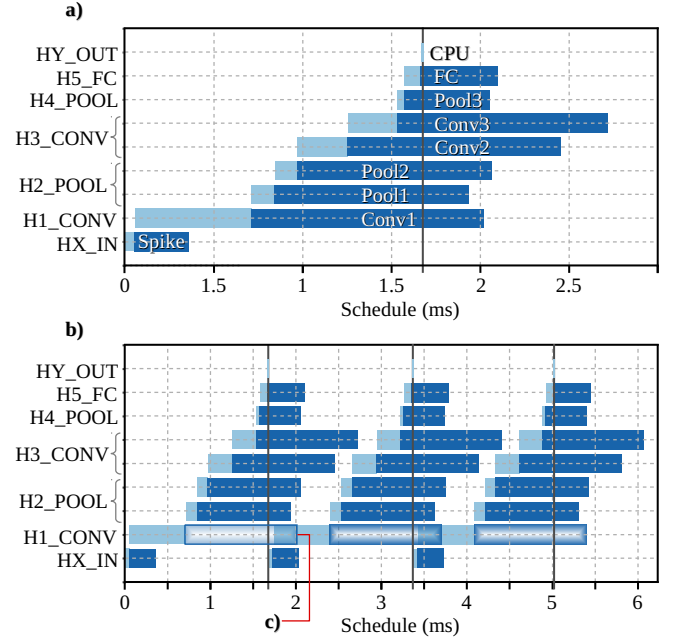 a)
HY_OUT
CPU
H5_FC
FC
H4_POOL
Pool3
H3_CONV
Conv3
Conv2
H2_POOL
Pool2
Pool1
H1_CONV
Conv1
HX_IN
Spike
0 1.5 1 1.5 2 2.5
Schedule (ms)
b)
HY_OUT
H5_FC
H4_POOL
H3_CONV
H2_POOL
H1_CONV
HX_IN
0 1 2 3 4 5 6
c)
Schedule (ms)